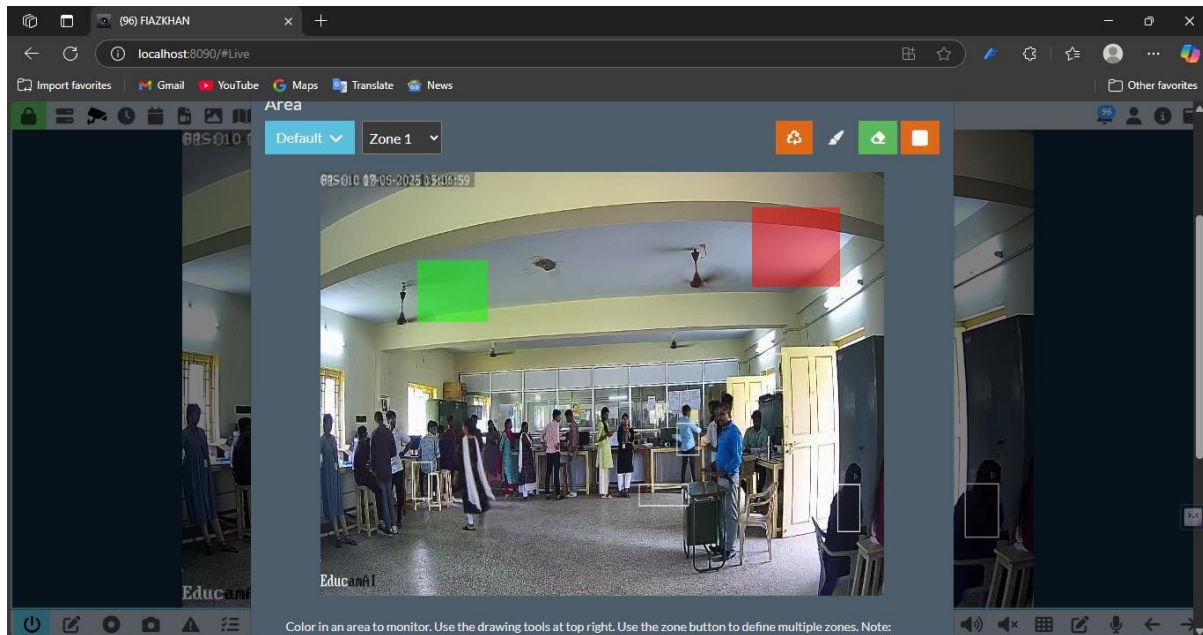 (96) FIAZKHAN
localhost:8090/#Live
Import favorites Gmail YouTube Maps Translate News Other favorites
96
Area
Default Zone 1
EducamAI
Educam
Color in an area to monitor. Use the drawing tools at top right. Use the zone button to define multiple zones. Note: